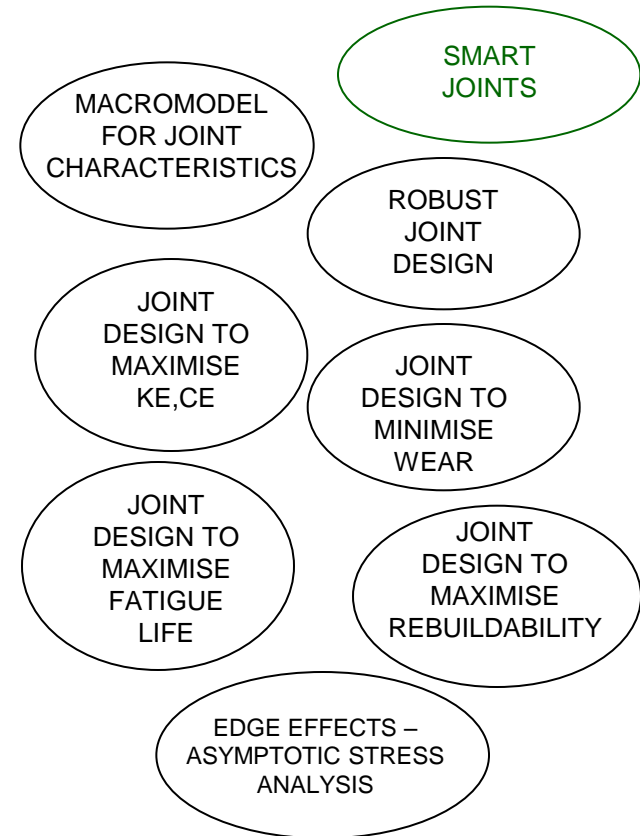 SMART
JOINTS
MACROMODEL
FOR JOINT
CHARACTERISTICS
ROBUST
JOINT
DESIGN
JOINT
DESIGN TO
MAXIMISE
KE,CE
JOINT
DESIGN TO
MINIMISE
WEAR
JOINT
DESIGN TO
MAXIMISE
FATIGUE
LIFE
JOINT
DESIGN TO
MAXIMISE
REBUILDABILITY
EDGE EFFECTS –
ASYMPTOTIC STRESS
ANALYSIS